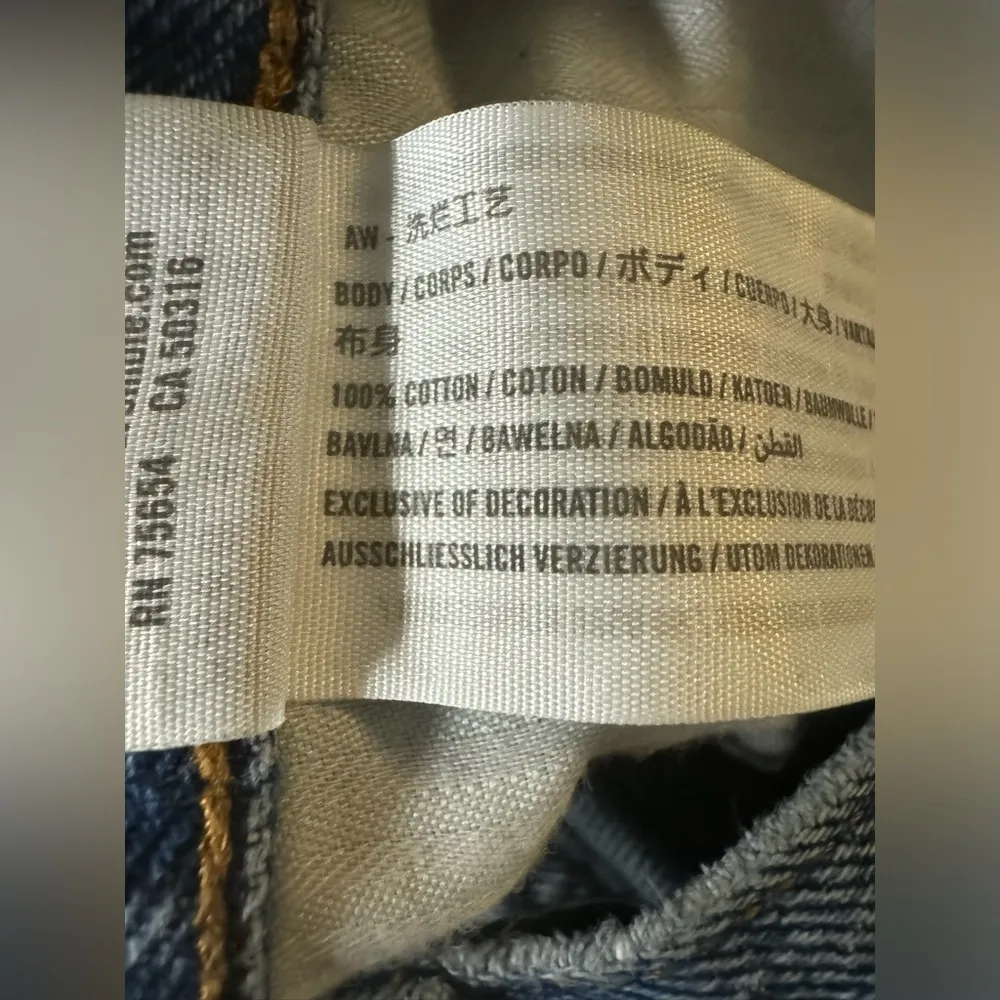 AW - 洗烂工艺
BODY / CORPS / CORPO / ボディ / CUERPO / 大身 /
布身
100% COTTON / COTON / BOMULD / KATOEN / BAUMWOLLE /
BAVLNA / 면 / BAWEŁNA / ALGODÃO / القطن
EXCLUSIVE OF DECORATION / À L'EXCLUSION DE LA
AUSSCHLIESSLICH VERZIERUNG / UTOM DEKORATIONEN
RN 75654 CA 50316